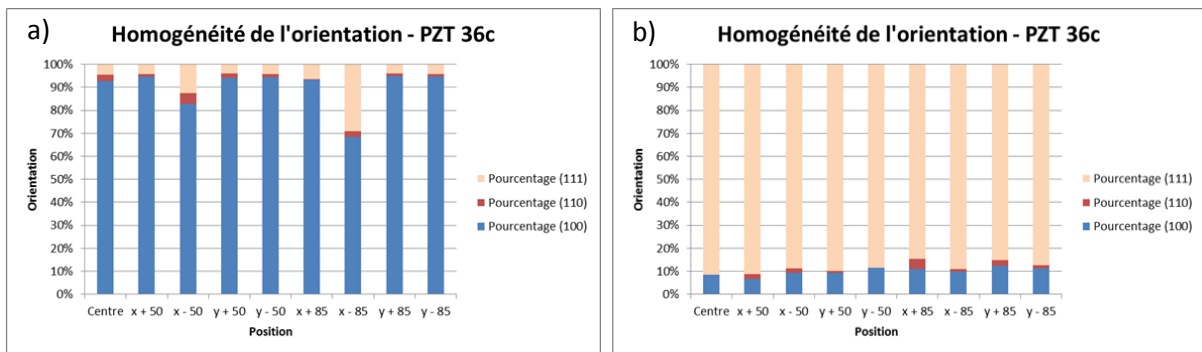 a)
Homogénéité de l'orientation - PZT 36c
100%
90%
80%
70%
60%
50%
40%
30%
20%
10%
0%
Orientation
Centre x + 50 x - 50 y + 50 y - 50 x + 85 x - 85 y + 85 y - 85
Position
Pourcentage (111)
Pourcentage (110)
Pourcentage (100)
b)
Homogénéité de l'orientation - PZT 36c
100%
90%
80%
70%
60%
50%
40%
30%
20%
10%
0%
Orientation
Centre x + 50 x - 50 y + 50 y - 50 x + 85 x - 85 y + 85 y - 85
Position
Pourcentage (111)
Pourcentage (110)
Pourcentage (100)